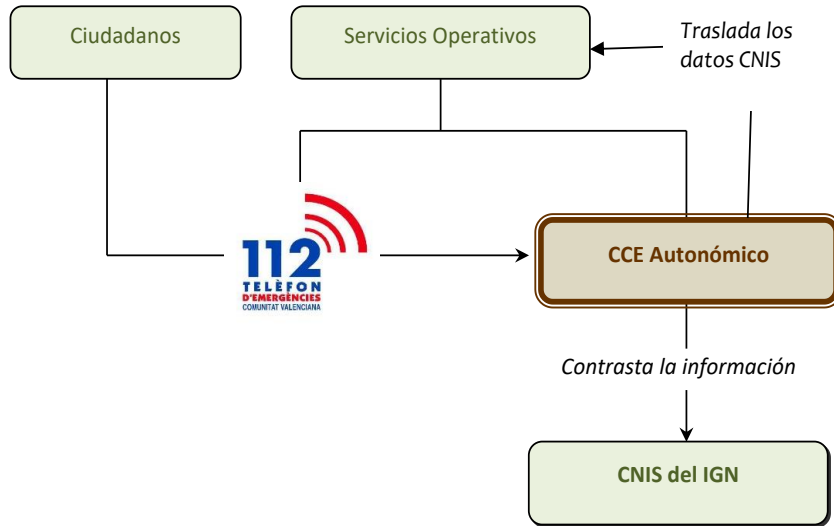 Ciudadanos
Servicios Operativos
Traslada los
datos CNIS
112
TELÈFON
D'EMERGÈNCIES
COMUNITAT VALENCIANA
CCE Autonómico
Contrasta la información
CNIS del IGN